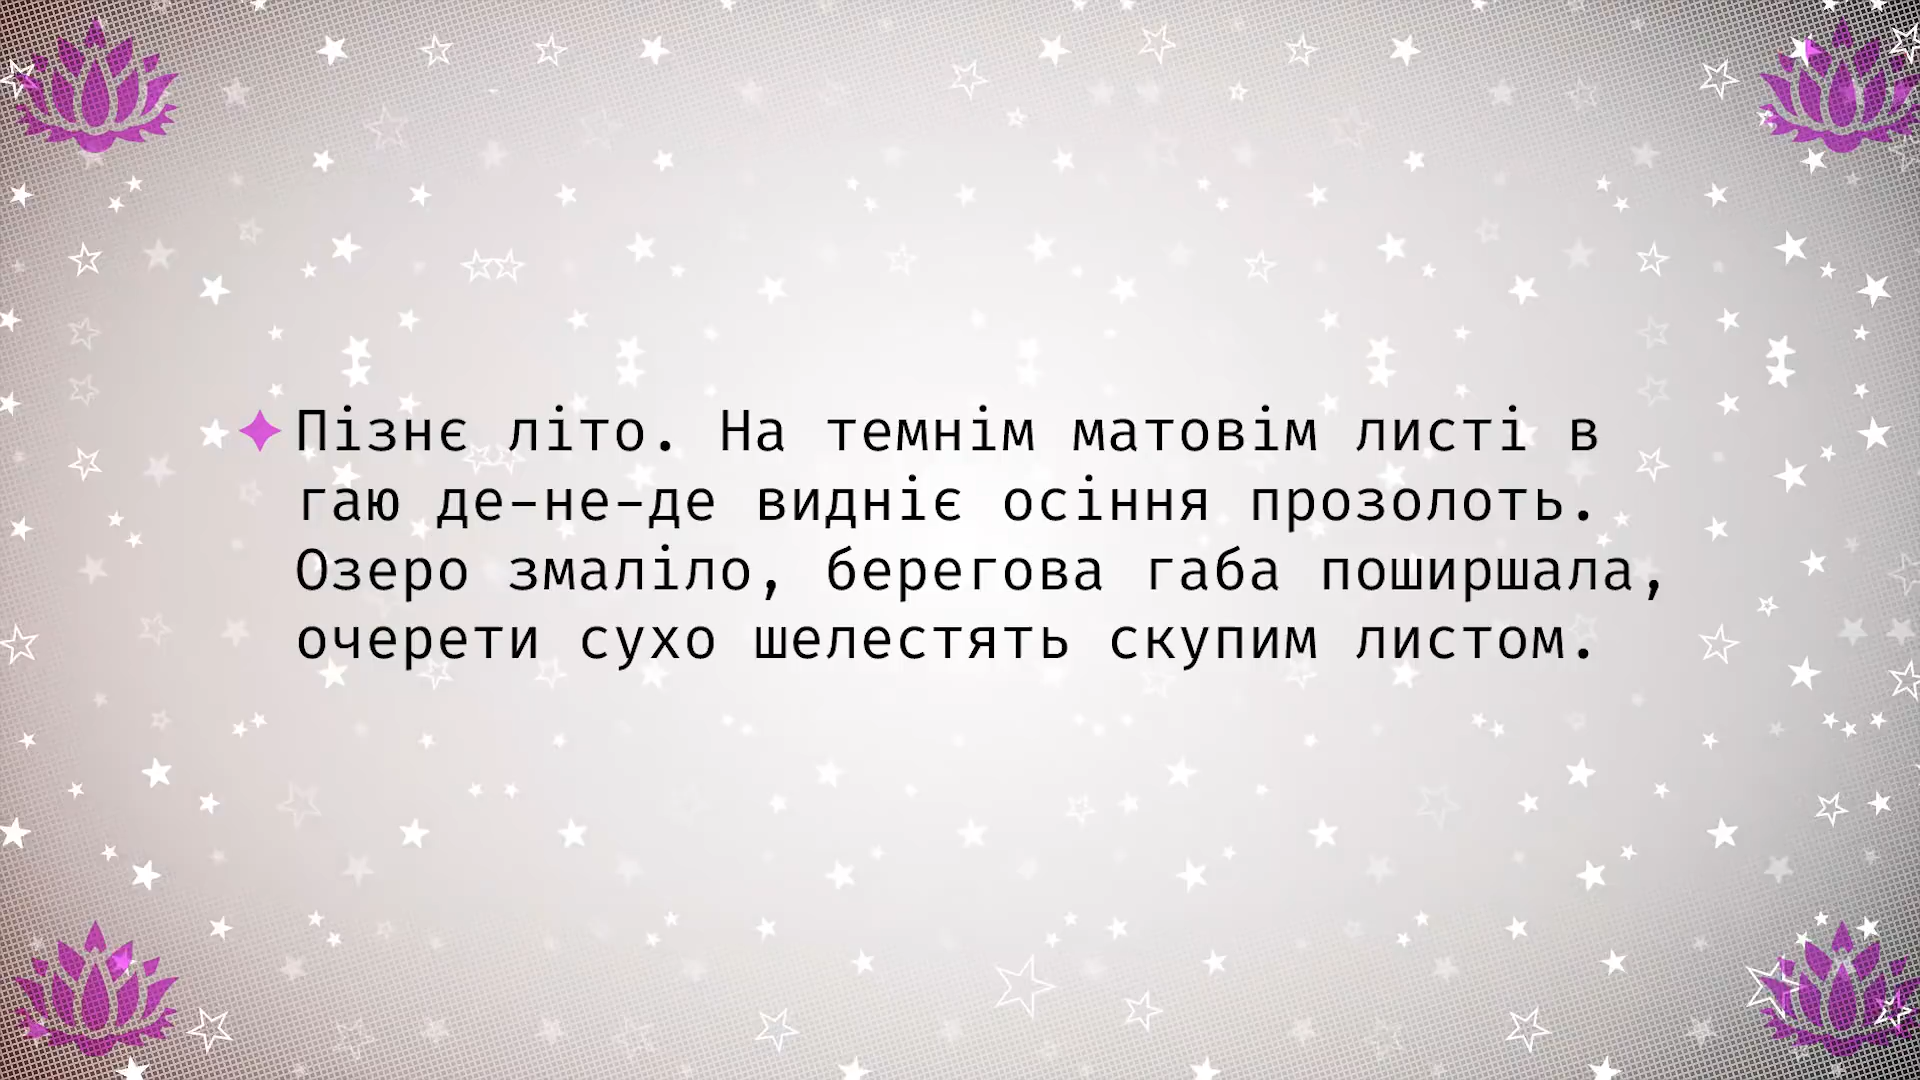 Пізнє літо. На темнім матовім листі в
гаю де-не-де видніє осіння прозолоть.
Озеро змаліло, берегова габа поширшала,
очерети сухо шелестять скупим листом.